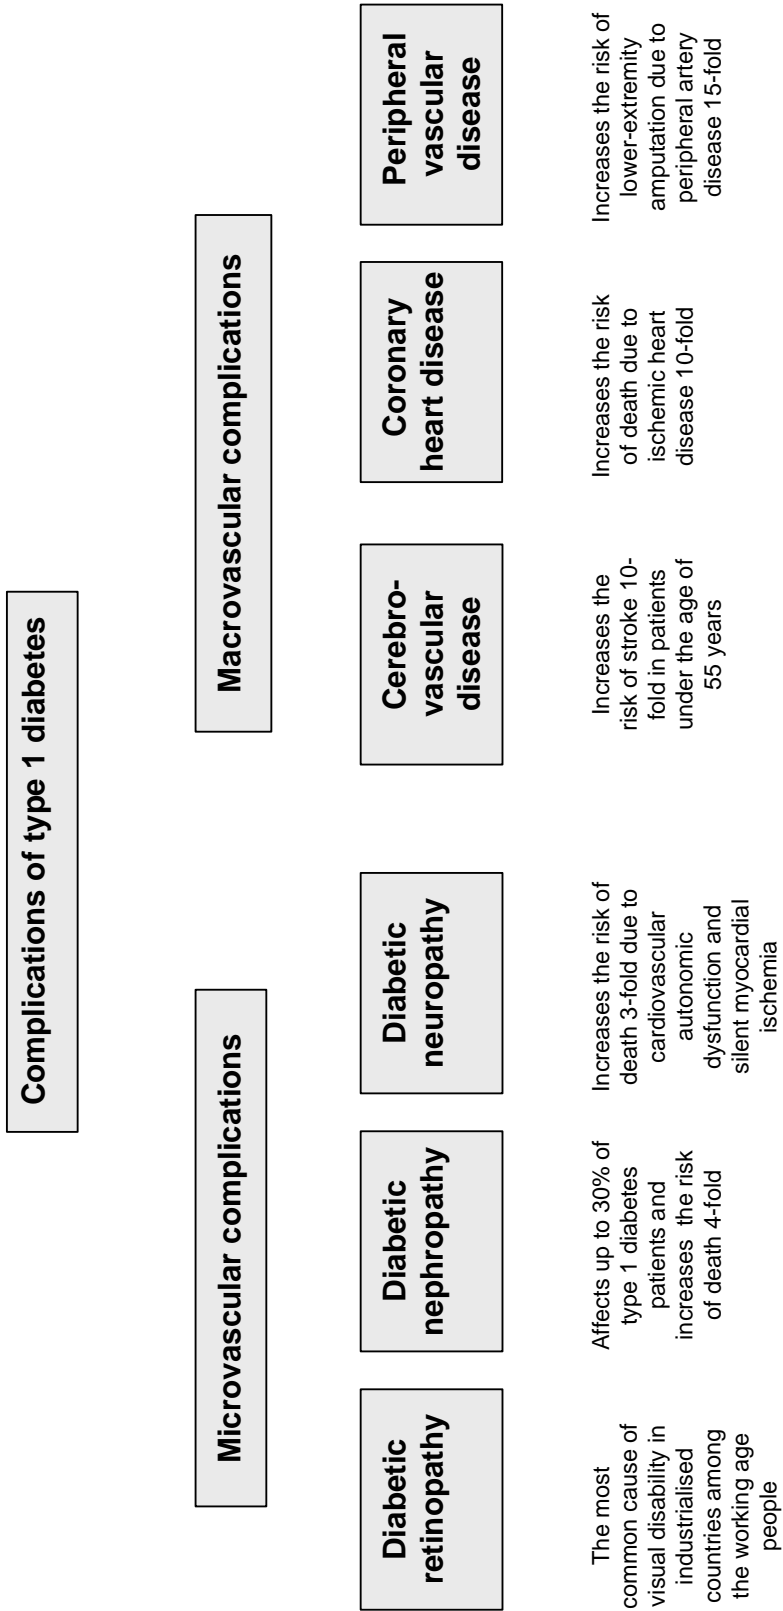 Complications of type 1 diabetes
Microvascular complications
Macrovascular complications
Diabetic
retinopathy
Diabetic
nephropathy
Diabetic
neuropathy
Cerebro-
vascular
disease
Coronary
heart disease
Peripheral
vascular
disease
The most
common cause of
visual disability in
industrialised
countries among
the working age
people
Affects up to 30% of
type 1 diabetes
patients and
increases the risk
of death 4-fold
Increases the risk of
death 3-fold due to
cardiovascular
autonomic
dysfunction and
silent myocardial
ischemia
Increases the
risk of stroke 10-
fold in patients
under the age of
55 years
Increases the risk
of death due to
ischemic heart
disease 10-fold
Increases the risk of
lower-extremity
amputation due to
peripheral artery
disease 15-fold